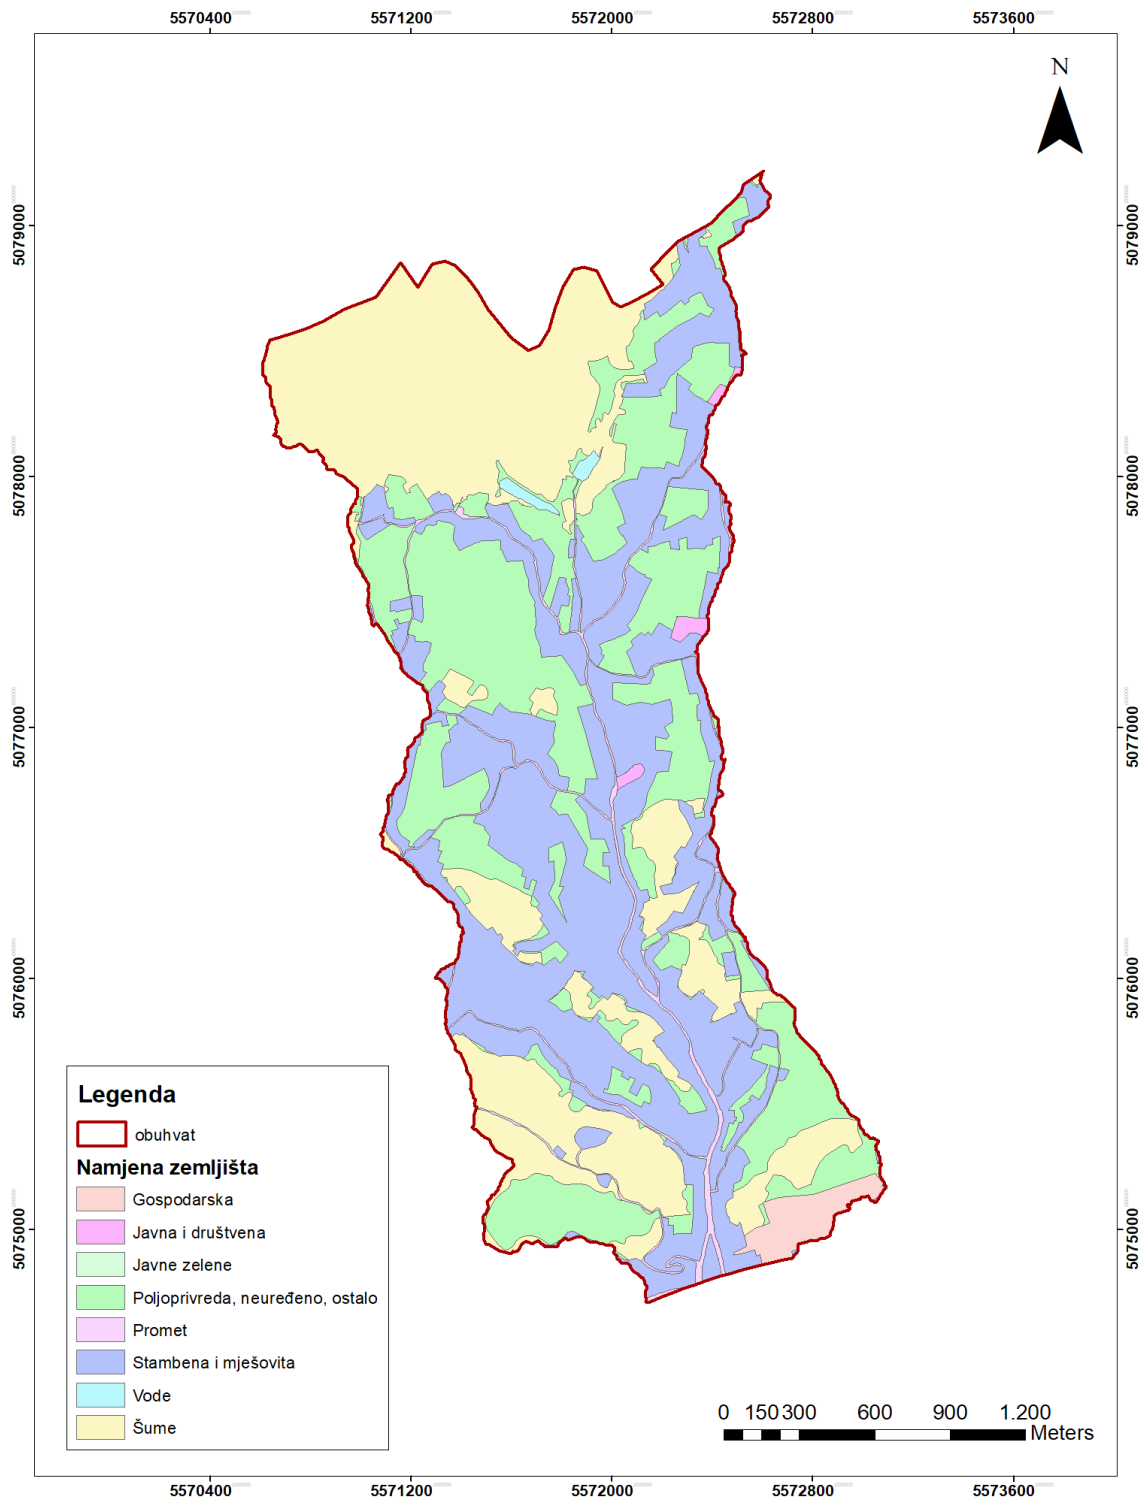 5570400 5571200 5572000 5572800 5573600
N
5079000 5079000
5078000 5078000
5077000 5077000
5076000 5076000
5075000 5075000
Legenda
obuhvat
Namjena zemljišta
Gospodarska
Javna i društvena
Javne zelene
Poljoprivreda, neuređeno, ostalo
Promet
Stambena i mješovita
Vode
Šume
0 150 300 600 900 1.200
Meters
5570400 5571200 5572000 5572800 5573600